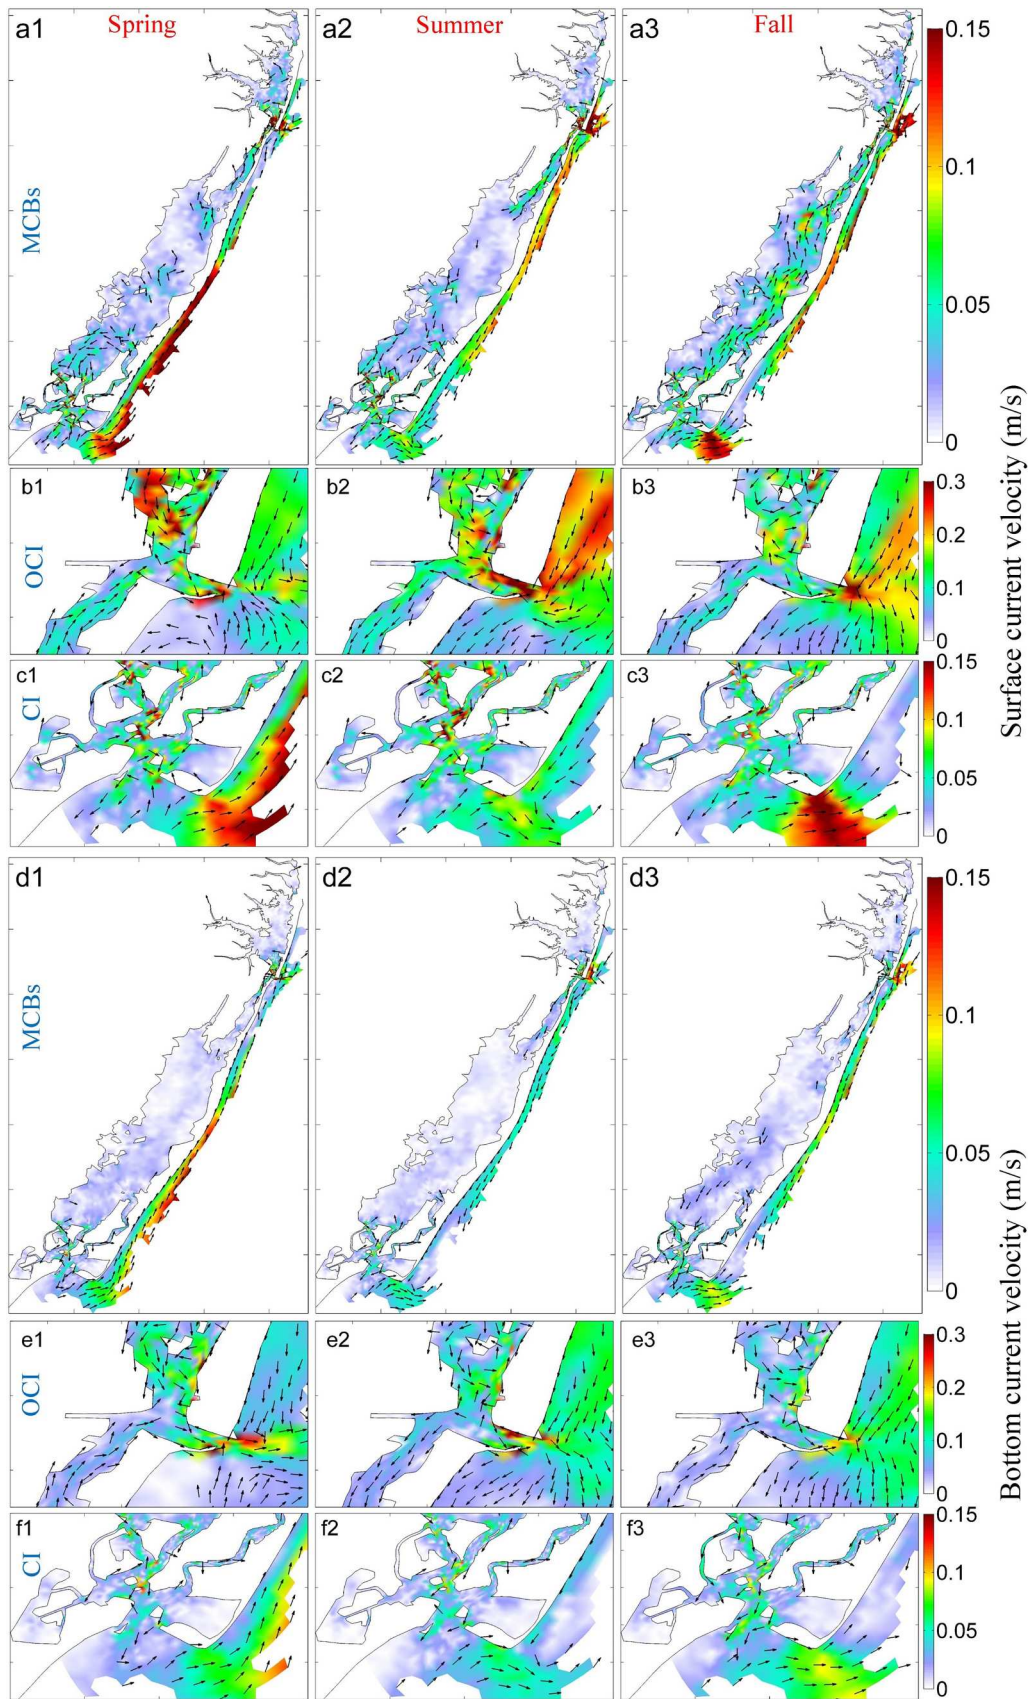 Spring Summer Fall
a1 a2 a3 0.15
MCBs
0.1
0.05
0
Surface current velocity (m/s)
b1 b2 b3 0.3
OCI
0.2
0.1
0
c1 c2 c3 0.15
CI
0.1
0.05
0
d1 d2 d3 0.15
MCBs
0.1
0.05
0
Bottom current velocity (m/s)
e1 e2 e3 0.3
OCI
0.2
0.1
0
f1 f2 f3 0.15
CI
0.1
0.05
0